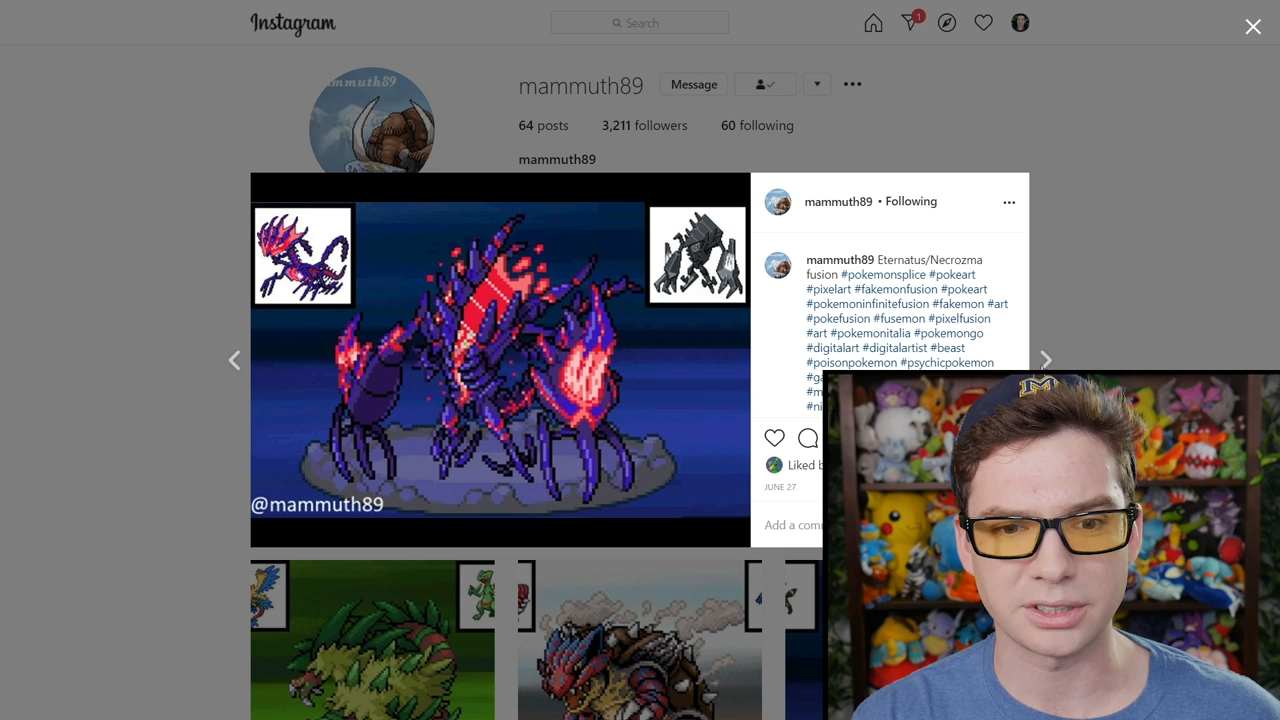 Instagram
Search
1
mammuth89
Message
64 posts 3,211 followers 60 following
mammuth89
mmuth89
mammuth89 • Following
mammuth89 Eternatus/Necrozma
fusion #pokemonsplice #pokeart
#pixelart #fakemonfusion #pokeart
#pokemoninfinitefusion #fakemon #art
#pokefusion #fusemon #pixelfusion
#art #pokemonitalia #pokemongo
#digitalart #digitalartist #beast
#poisonpokemon #psychicpokemon
Liked
JUNE 27
Add a
@mammuth89
M